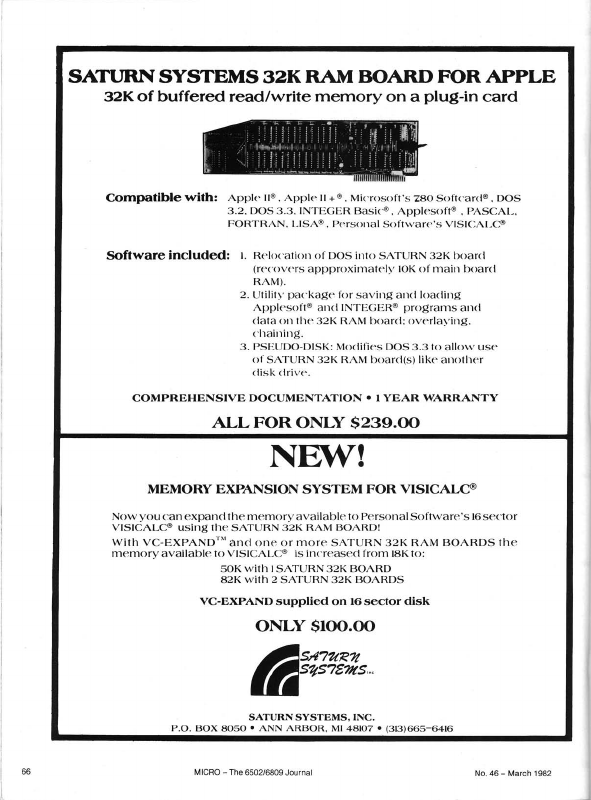 SATURN SYSTEMS 32K RAM BOARD FOR APPLE
32K of buffered read/write memory on a plug-in card
Compatible with: Apple II®, Apple II +®, Microsoft's Z80 Softcard®, DOS
3.2, DOS 3.3, INTEGER Basic®, Applesoft®, PASCAL,
FORTRAN, LISA®, Personal Software's VISICALC®
Software included: 1. Relocation of DOS into SATURN 32K board
(recovers appproximately 10K of main board
RAM).
2. Utility package for saving and loading
Applesoft® and INTEGER® programs and
data on the 32K RAM board; overlaying,
chaining.
3. PSEUDO-DISK: Modifies DOS 3.3 to allow use
of SATURN 32K RAM board(s) like another
disk drive.
COMPREHENSIVE DOCUMENTATION • 1 YEAR WARRANTY
ALL FOR ONLY $239.00
NEW!
MEMORY EXPANSION SYSTEM FOR VISICALC®
Now you can expand the memory available to Personal Software's 16 sector
VISICALC® using the SATURN 32K RAM BOARD!
With VC-EXPAND™ and one or more SATURN 32K RAM BOARDS the
memory available to VISICALC® is increased from 18K to:
50K with 1 SATURN 32K BOARD
82K with 2 SATURN 32K BOARDS
VC-EXPAND supplied on 16 sector disk
ONLY $100.00
SATURN
SYSTEMS INC
SATURN SYSTEMS, INC.
P.O. BOX 8050 • ANN ARBOR, MI 48107 • (313) 665-6416
66 MICRO – The 6502/6809 Journal No. 46 – March 1982